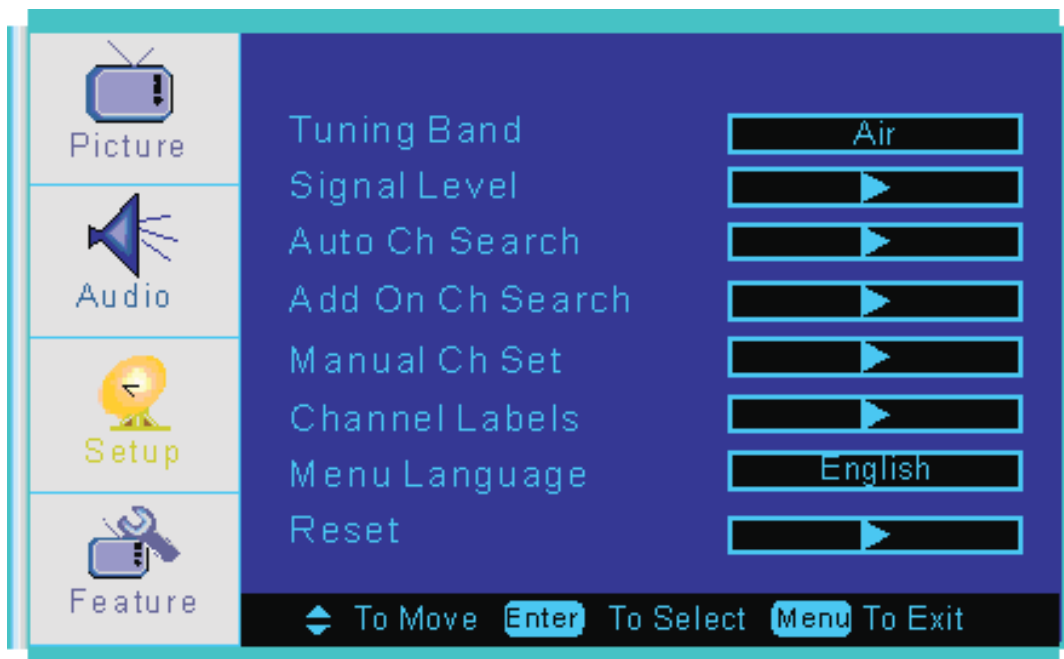 Picture
Audio
Setup
Feature
Tuning Band Air
Signal Level
Auto Ch Search
Add On Ch Search
Manual Ch Set
Channel Labels
Menu Language English
Reset
To Move Enter To Select Menu To Exit